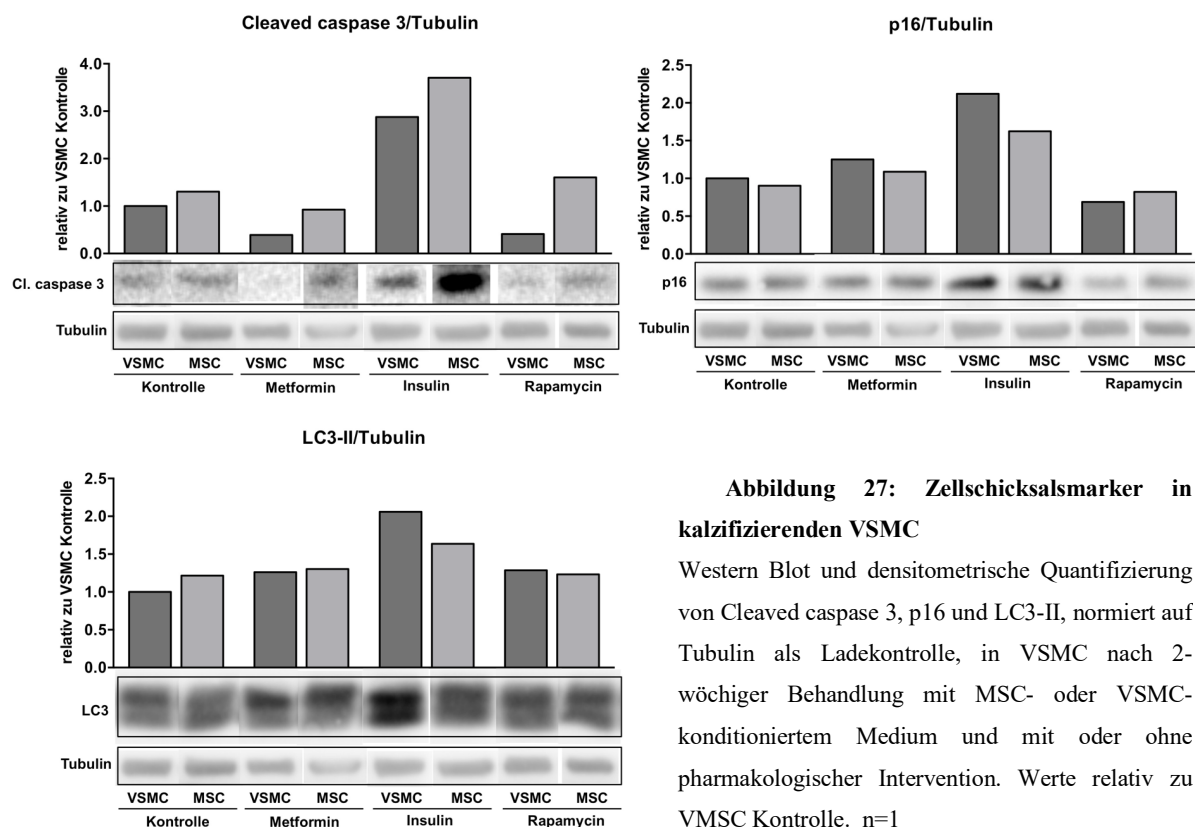 Cleaved caspase 3/Tubulin
relativ zu VSMC Kontrolle
4.0
3.0
2.0
1.0
0.0
Cl. caspase 3
Tubulin
VSMC MSC VSMC MSC VSMC MSC VSMC MSC
Kontrolle Metformin Insulin Rapamycin
p16/Tubulin
relativ zu VSMC Kontrolle
2.5
2.0
1.5
1.0
0.5
0.0
p16
Tubulin
VSMC MSC VSMC MSC VSMC MSC VSMC MSC
Kontrolle Metformin Insulin Rapamycin
LC3-II/Tubulin
relativ zu VSMC Kontrolle
2.5
2.0
1.5
1.0
0.5
0.0
LC3
Tubulin
VSMC MSC VSMC MSC VSMC MSC VSMC MSC
Kontrolle Metformin Insulin Rapamycin
Abbildung 27: Zellschicksalsmarker in
kalzifizierenden VSMC
Western Blot und densitometrische Quantifizierung
von Cleaved caspase 3, p16 und LC3-II, normiert auf
Tubulin als Ladekontrolle, in VSMC nach 2-
wöchiger Behandlung mit MSC- oder VSMC-
konditioniertem Medium und mit oder ohne
pharmakologischer Intervention. Werte relativ zu
VMSC Kontrolle. n=1